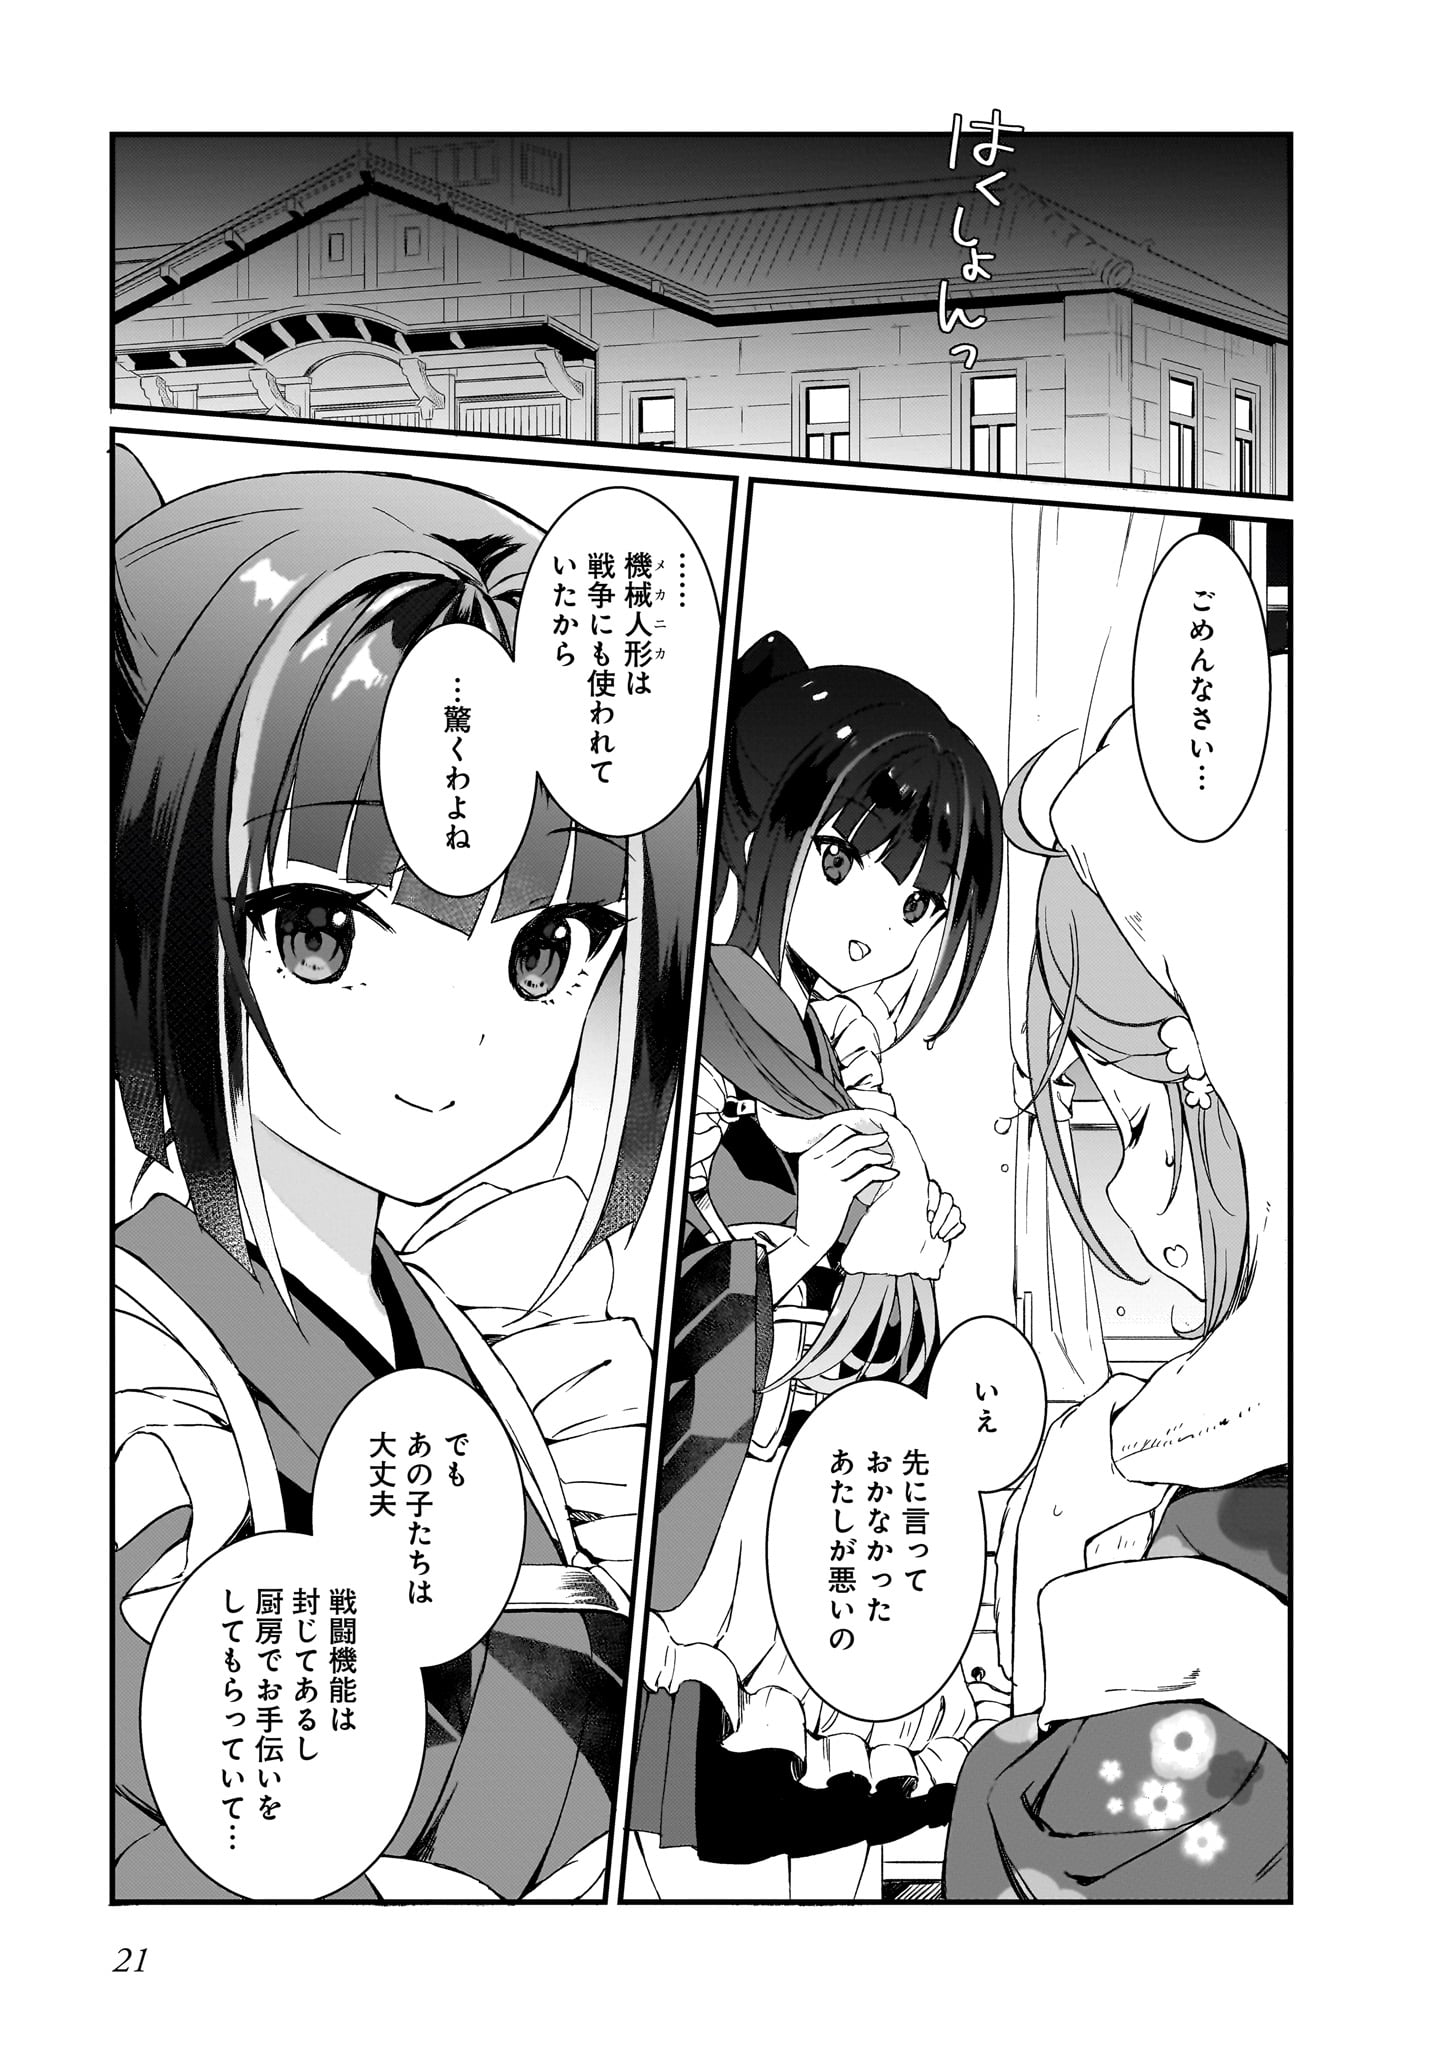 はくしょんっ
ごめんなさい…
いえ
先に言って
おかなかった
あたしが悪いの
……
機械人形は
メカニカ
戦争にも使われて
いたから
…驚くわよね
でも
あの子たちは
大丈夫
戦闘機能は
封じてあるし
厨房でお手伝いを
してもらっていて…
21